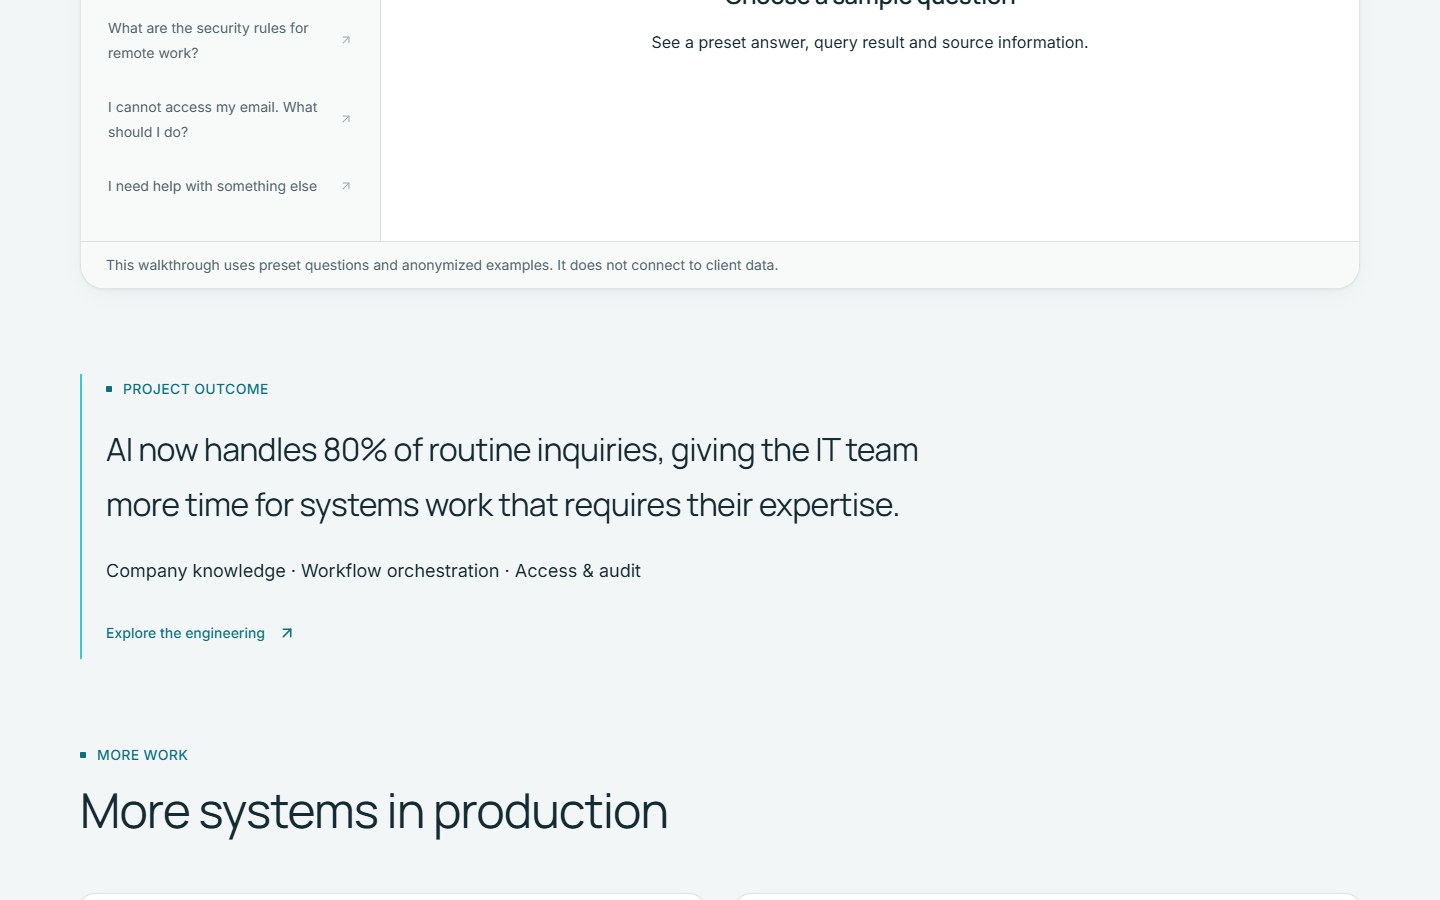 Choose a sample question
What are the security rules for
remote work?
See a preset answer, query result and source information.
I cannot access my email. What
should I do?
I need help with something else
This walkthrough uses preset questions and anonymized examples. It does not connect to client data.
PROJECT OUTCOME
AI now handles 80% of routine inquiries, giving the IT team
more time for systems work that requires their expertise.
Company knowledge · Workflow orchestration · Access & audit
Explore the engineering
MORE WORK
More systems in production